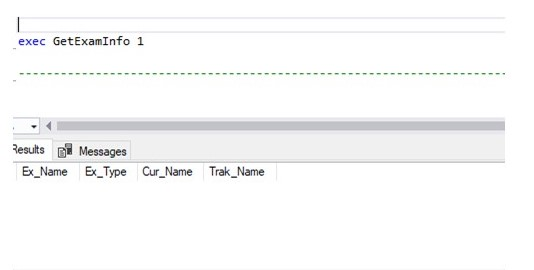 exec GetExamInfo 1
Results Messages
Ex_Name Ex_Type Cur_Name Trak_Name